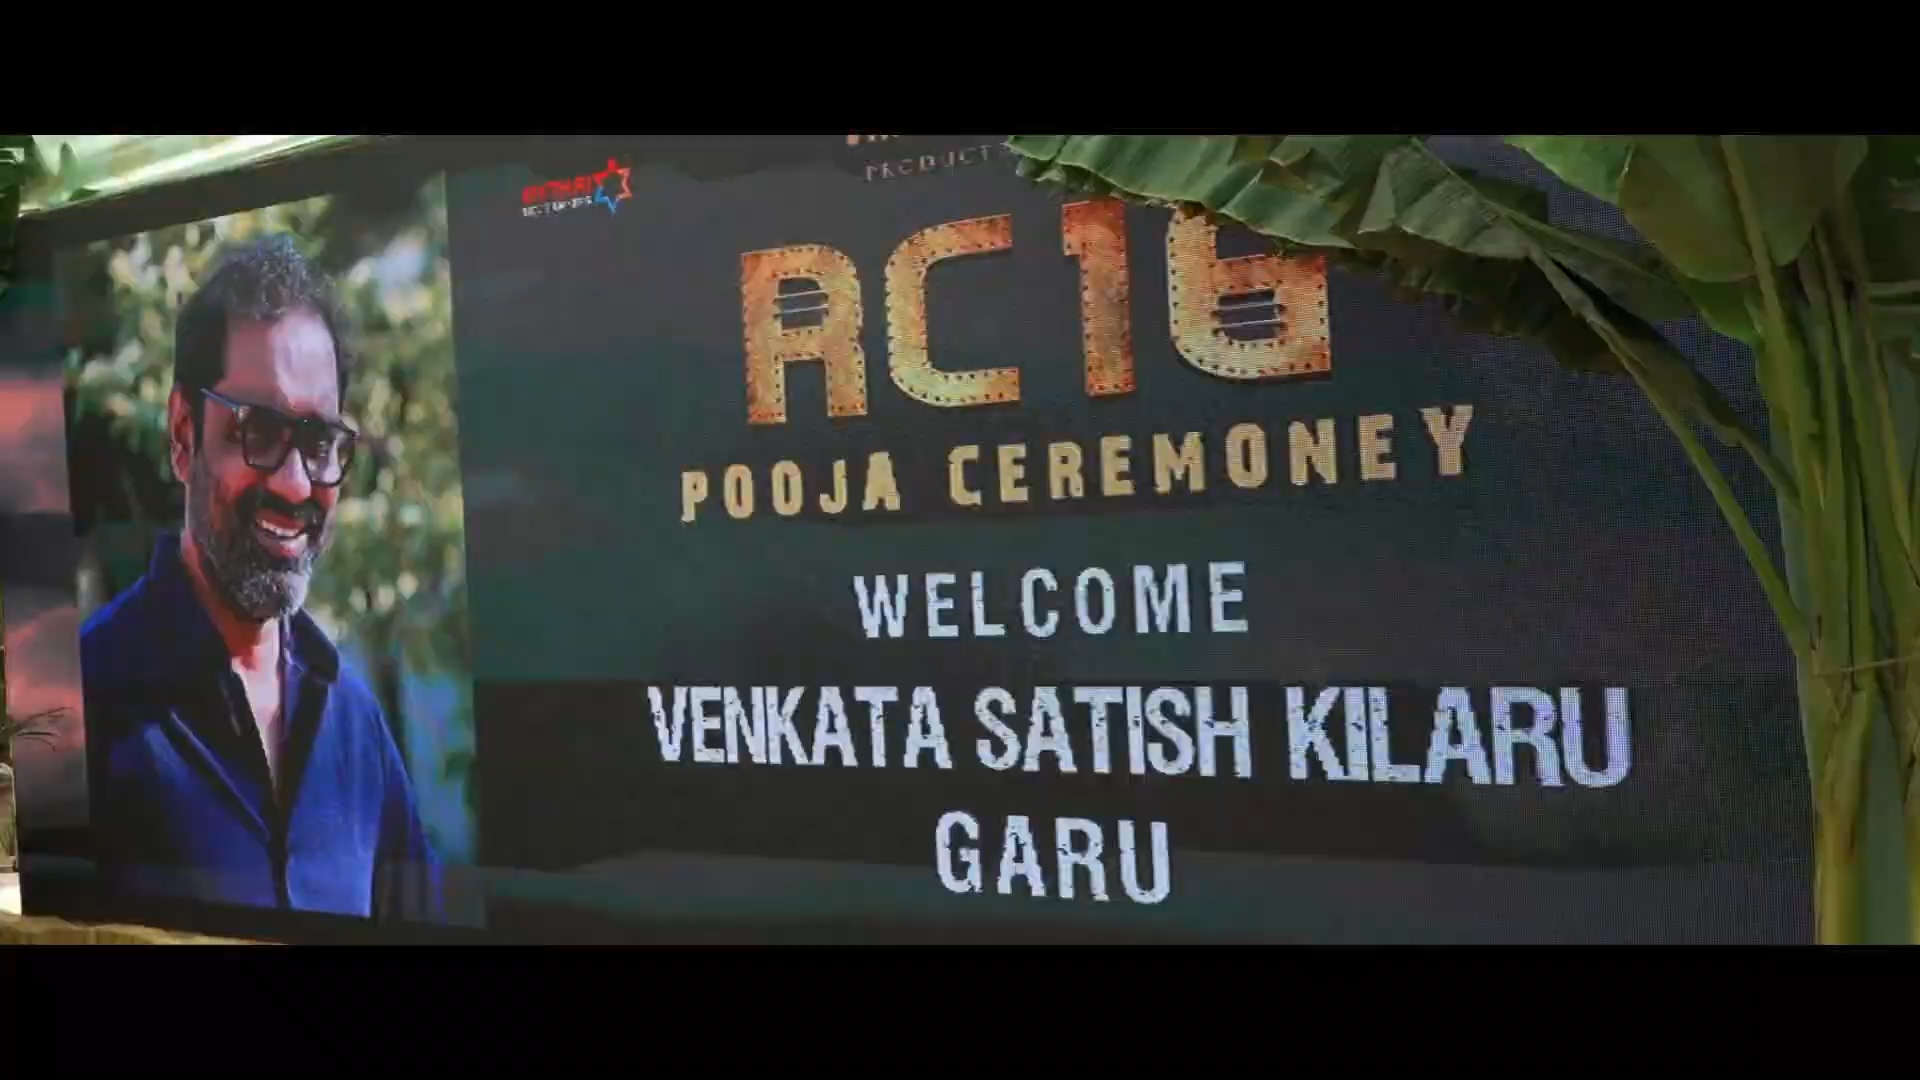 RC16
POOJA CEREMONEY
WELCOME
VENKATA SATISH KILARU
GARU